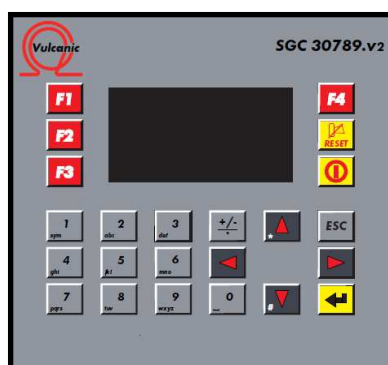 Vulcanic
SGC 30789.v2
F1
F4
F2
RESET
F3
1 2 3 +/- ESC
sym abc def . *
4 5 6
ghi jkl mno
7 8 9 0
pqrs tuv wxyz _ #